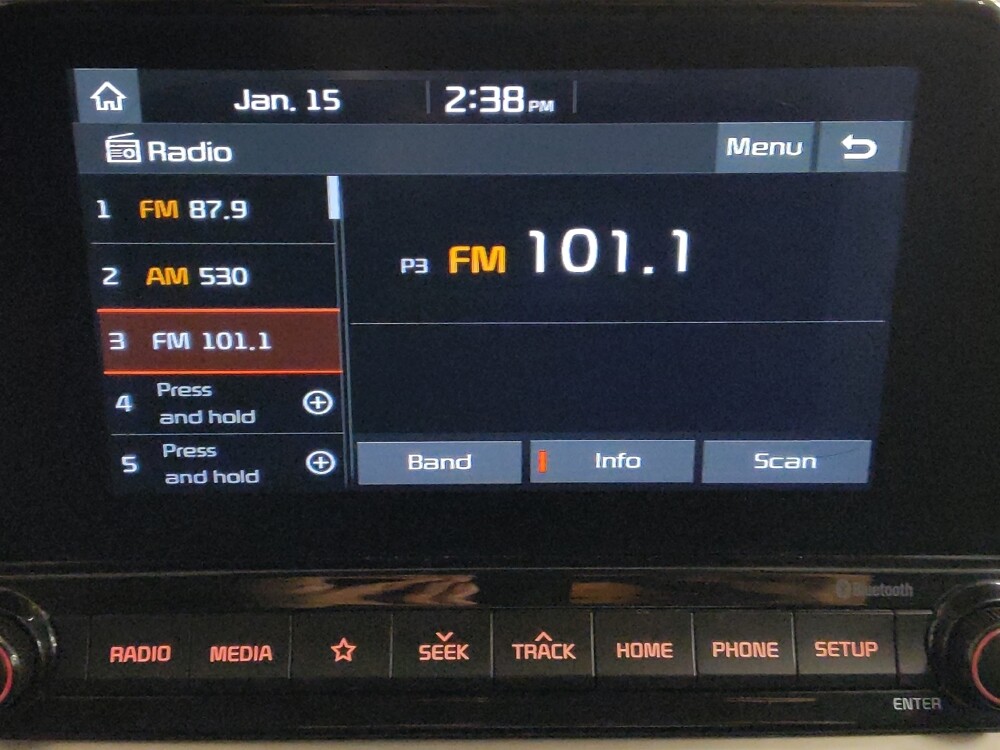 Jan. 15 2:38 PM
Radio Menu
1 FM 87.9
2 AM 530
3 FM 101.1
4 Press and hold
5 Press and hold
P3 FM 101.1
Band Info Scan
Bluetooth
RADIO MEDIA SEEK TRACK HOME PHONE SETUP
ENTER